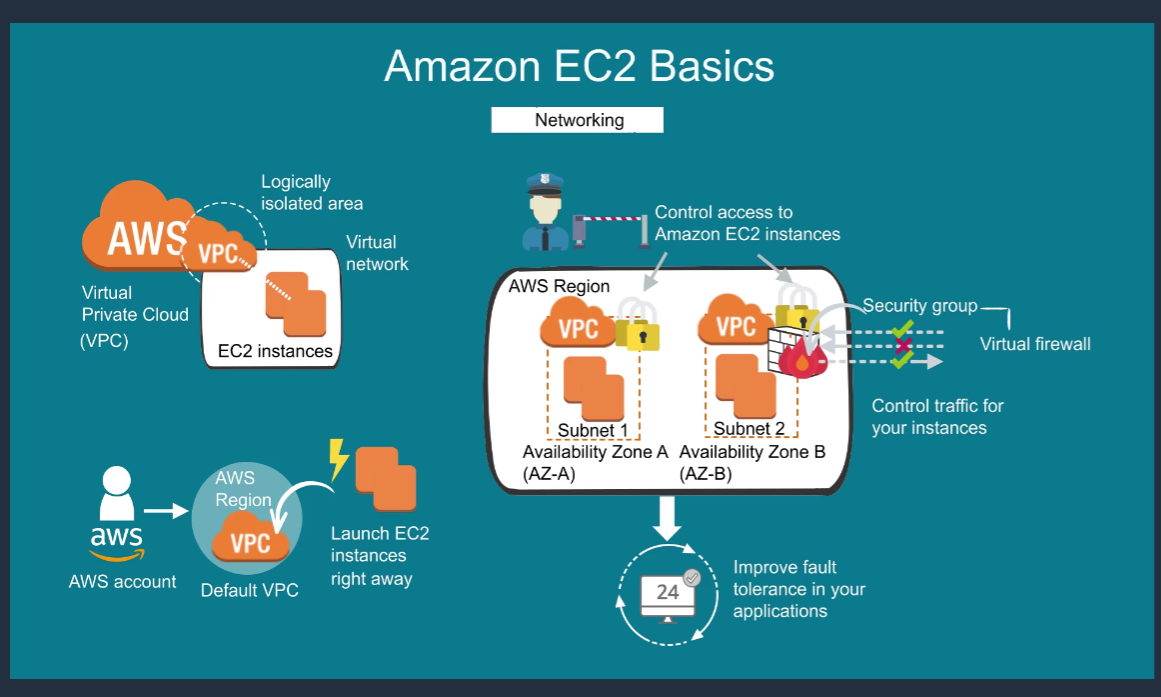 Amazon EC2 Basics
Networking
Logically
isolated area
AWS
VPC
Virtual
network
Virtual
Private Cloud
(VPC)
EC2 instances
Control access to
Amazon EC2 instances
AWS Region
VPC
VPC
Security group
Virtual firewall
Control traffic for
your instances
Subnet 1
Subnet 2
Availability Zone A
(AZ-A)
Availability Zone B
(AZ-B)
AWS
Region
VPC
aws
AWS account
Default VPC
Launch EC2
instances
right away
24
Improve fault
tolerance in your
applications